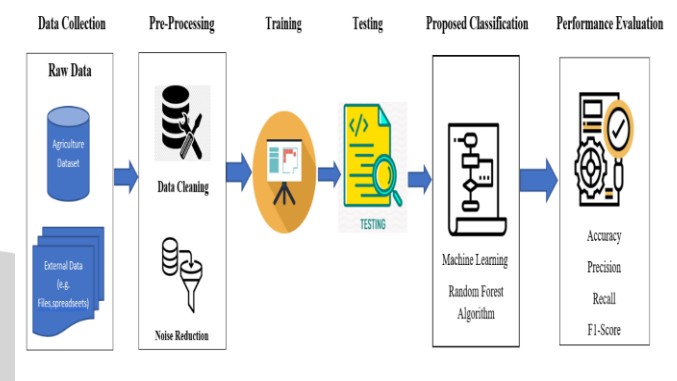 Data Collection
Pre-Processing
Training
Testing
Proposed Classification
Performance Evaluation
Raw Data
Agriculture
Dataset
External Data
(e.g.
Files,spreadseets)
Data Cleaning
Noise Reduction
</>
TESTING
Machine Learning
Random Forest
Algorithm
Accuracy
Precision
Recall
F1-Score